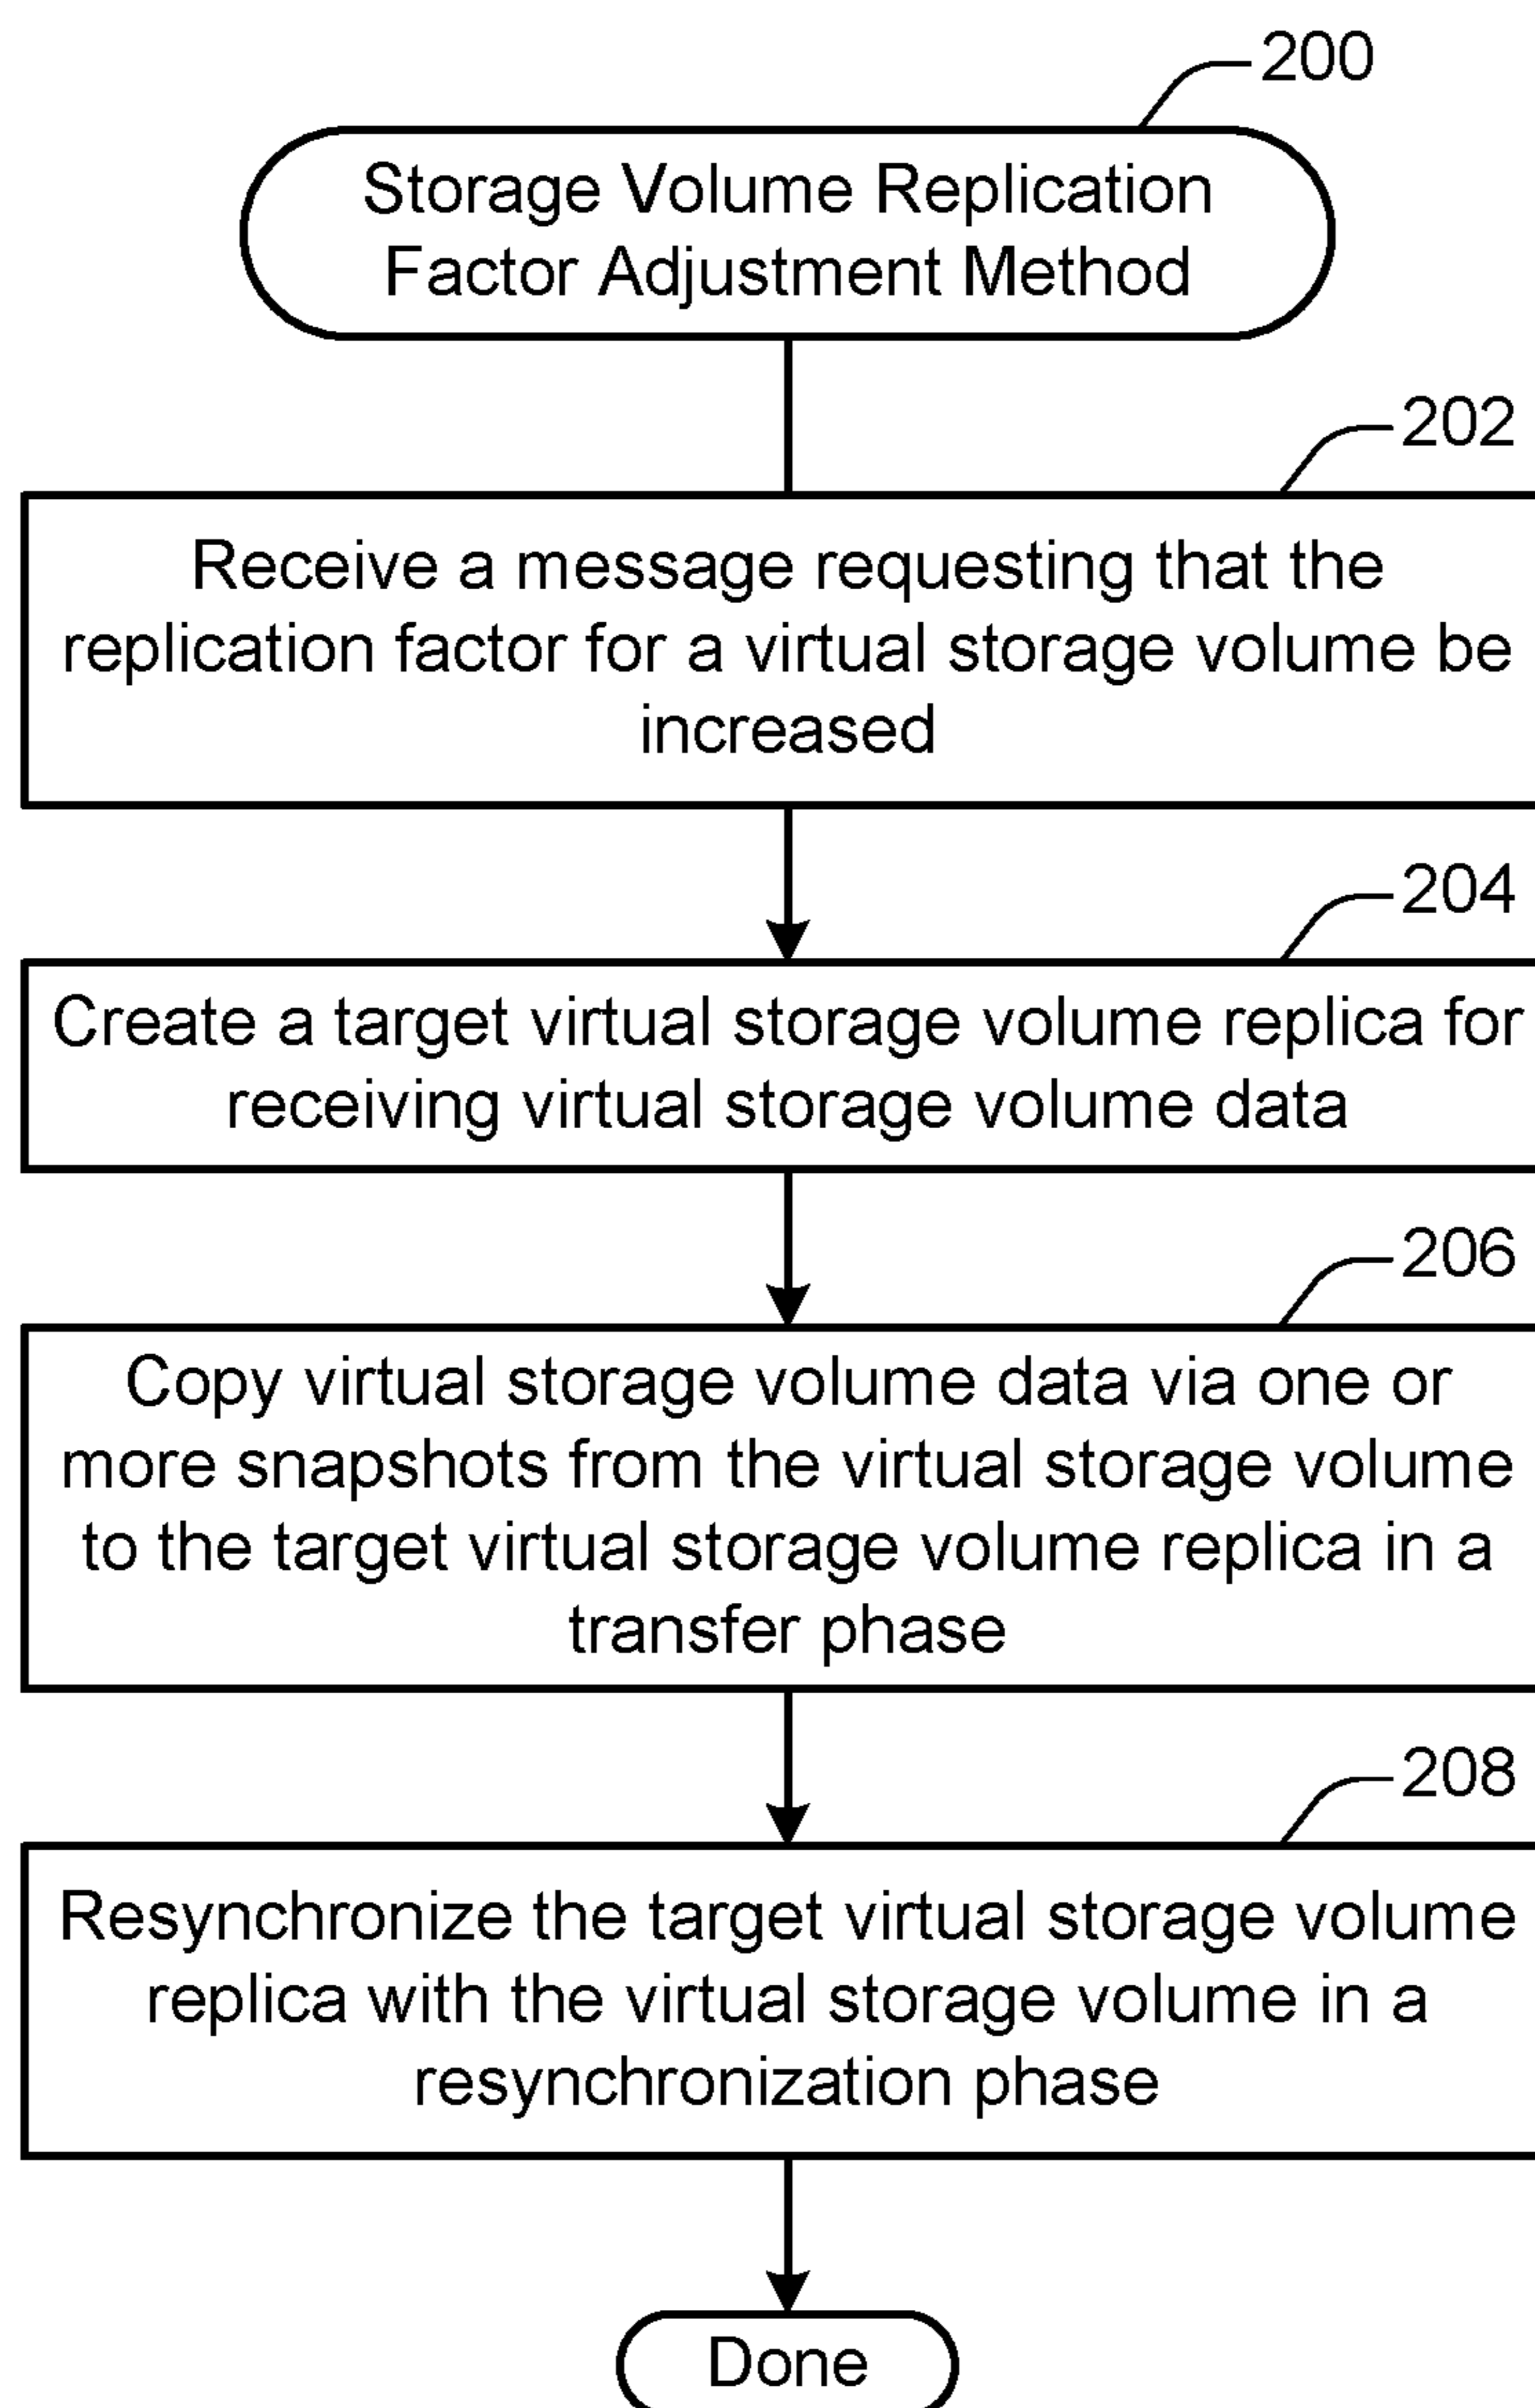 200
Storage Volume Replication
Factor Adjustment Method
202
Receive a message requesting that the
replication factor for a virtual storage volume be
increased
204
Create a target virtual storage volume replica for
receiving virtual storage volume data
206
Copy virtual storage volume data via one or
more snapshots from the virtual storage volume
to the target virtual storage volume replica in a
transfer phase
208
Resynchronize the target virtual storage volume
replica with the virtual storage volume in a
resynchronization phase
Done